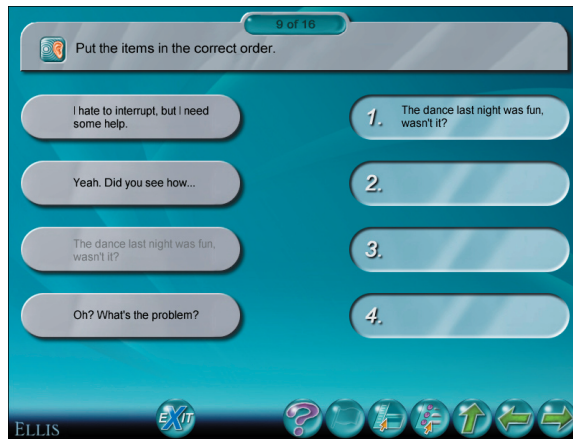 9 of 16
Put the items in the correct order.
I hate to interrupt, but I need
some help.
Yeah. Did you see how...
The dance last night was fun,
wasn't it?
Oh? What's the problem?
1. The dance last night was fun,
wasn't it?
2.
3.
4.
ELLIS
EXIT
?